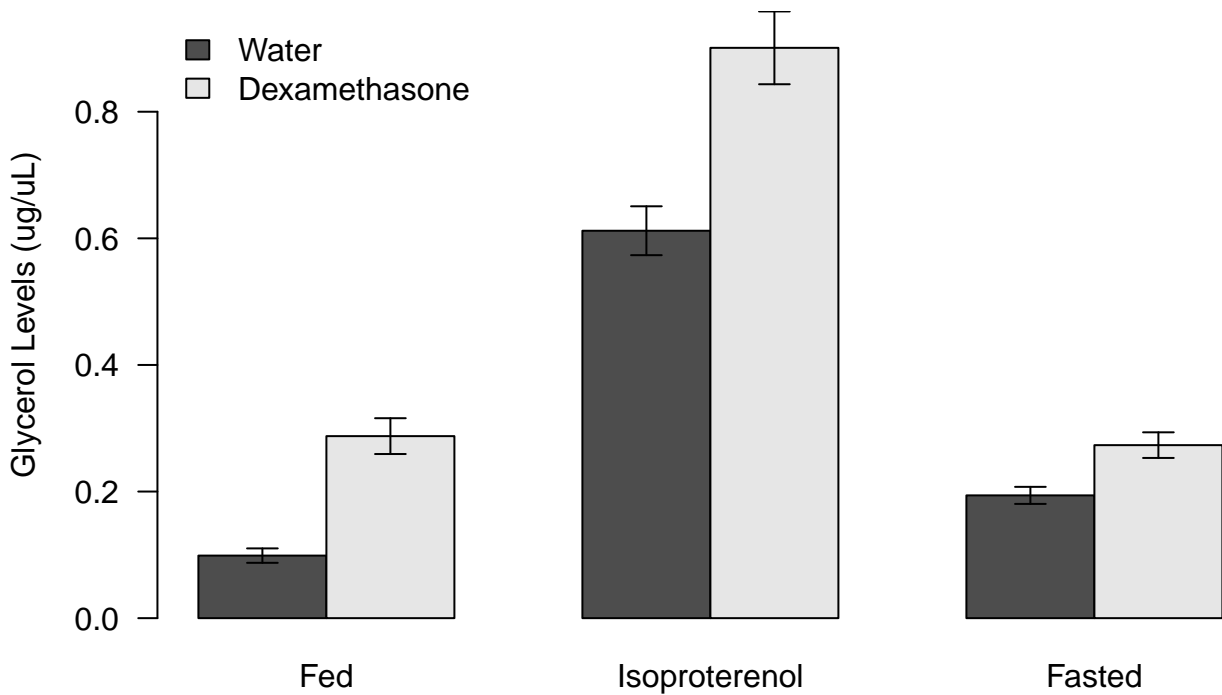 Water
Dexamethasone
Glycerol Levels (ug/uL)
0.8
0.6
0.4
0.2
0.0
Fed
Isoproterenol
Fasted